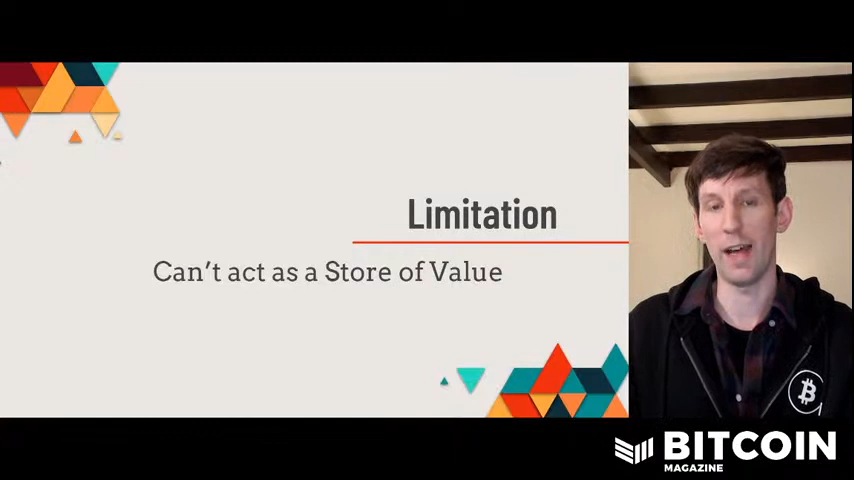 Limitation
Can't act as a Store of Value
BITCOIN
MAGAZINE